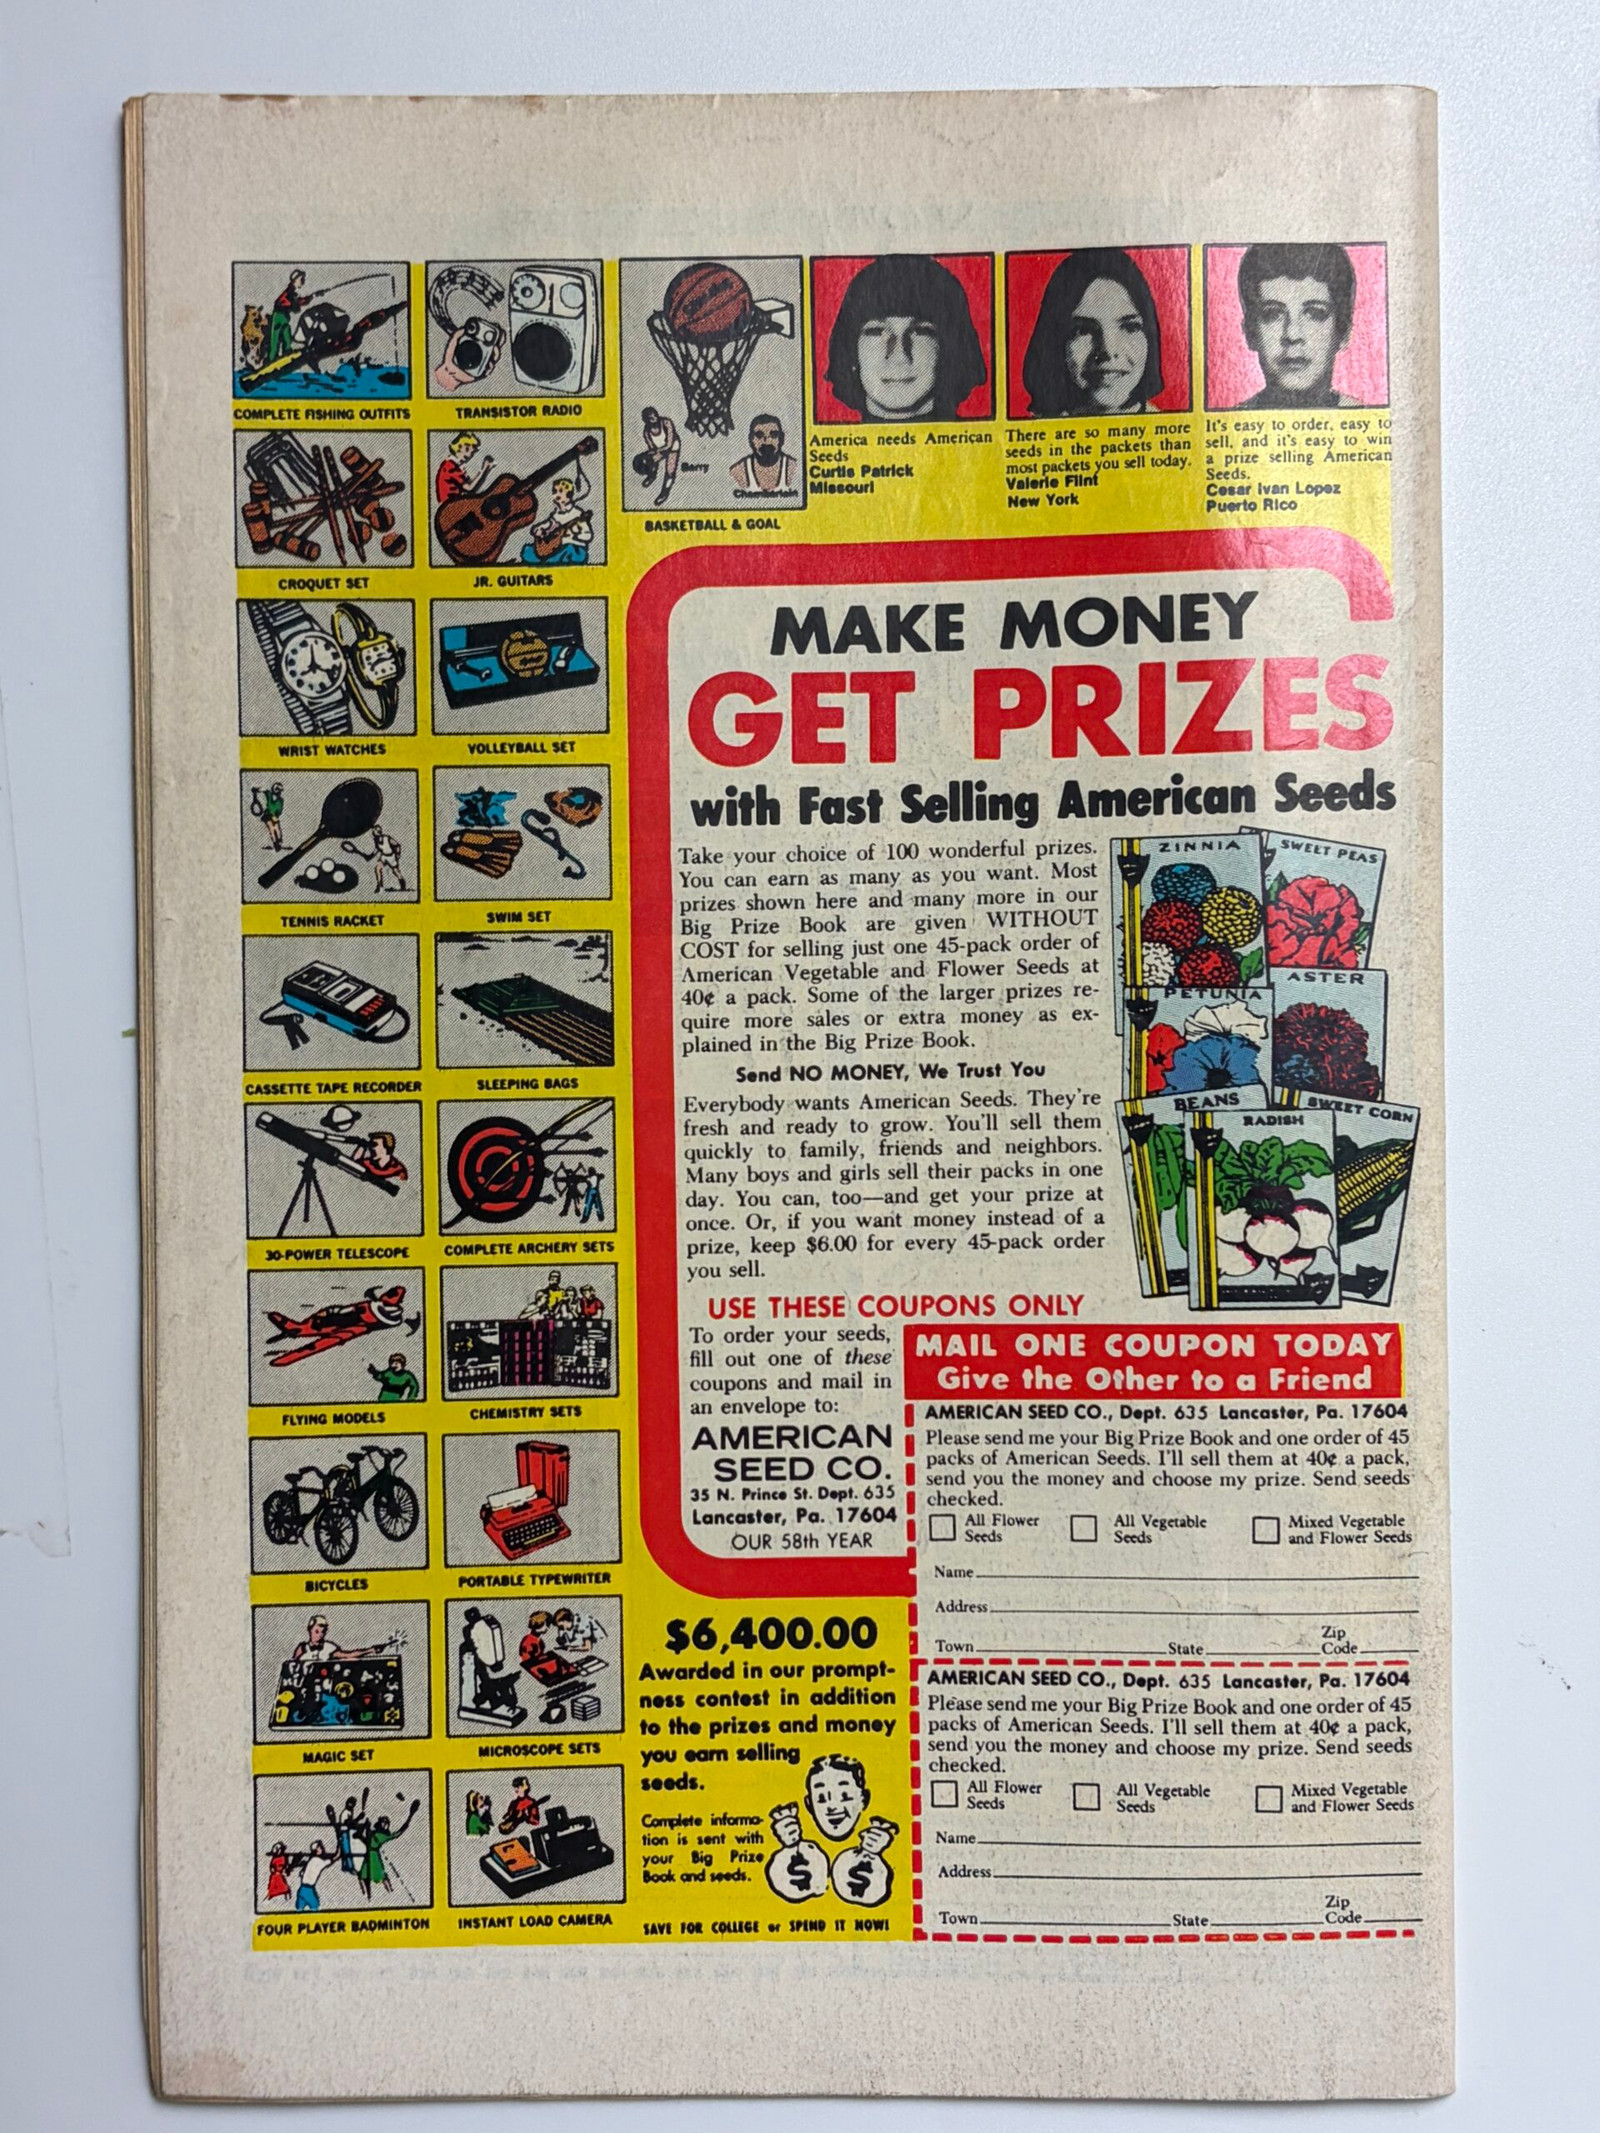 COMPLETE FISHING OUTFITS
TRANSISTOR RADIO
CROQUET SET
JR. GUITARS
WRIST WATCHES
VOLLEYBALL SET
TENNIS RACKET
SWIM SET
CASSETTE TAPE RECORDER
SLEEPING BAGS
30-POWER TELESCOPE
COMPLETE ARCHERY SETS
FLYING MODELS
CHEMISTRY SETS
BICYCLES
PORTABLE TYPEWRITER
MAGIC SET
MICROSCOPE SETS
FOUR PLAYER BADMINTON
INSTANT LOAD CAMERA
Barry
Chamberlain
BASKETBALL & GOAL
America needs American
Seeds
Curtis Patrick
Missouri
There are so many more
seeds in the packets than
most packets you sell today.
Valerie Flint
New York
It's easy to order, easy to
sell, and it's easy to win
a prize selling American
Seeds.
Cesar Ivan Lopez
Puerto Rico
MAKE MONEY
GET PRIZES
with Fast Selling American Seeds
Take your choice of 100 wonderful prizes.
You can earn as many as you want. Most
prizes shown here and many more in our
Big Prize Book are given WITHOUT
COST for selling just one 45-pack order of
American Vegetable and Flower Seeds at
40¢ a pack. Some of the larger prizes re-
quire more sales or extra money as ex-
plained in the Big Prize Book.
Send NO MONEY, We Trust You
Everybody wants American Seeds. They're
fresh and ready to grow. You'll sell them
quickly to family, friends and neighbors.
Many boys and girls sell their packs in one
day. You can, too—and get your prize at
once. Or, if you want money instead of a
prize, keep $6.00 for every 45-pack order
you sell.
ZINNIA
SWEET PEAS
PETUNIA
ASTER
BEANS
RADISH
SWEET CORN
USE THESE COUPONS ONLY
To order your seeds,
fill out one of these
coupons and mail in
an envelope to:
AMERICAN
SEED CO.
35 N. Prince St. Dept. 635
Lancaster, Pa. 17604
OUR 58th YEAR
MAIL ONE COUPON TODAY
Give the Other to a Friend
AMERICAN SEED CO., Dept. 635 Lancaster, Pa. 17604
Please send me your Big Prize Book and one order of 45
packs of American Seeds. I'll sell them at 40¢ a pack,
send you the money and choose my prize. Send seeds
checked.
All Flower Seeds All Vegetable Seeds Mixed Vegetable and Flower Seeds
Name
Address
Town State Zip Code
AMERICAN SEED CO., Dept. 635 Lancaster, Pa. 17604
Please send me your Big Prize Book and one order of 45
packs of American Seeds. I'll sell them at 40¢ a pack,
send you the money and choose my prize. Send seeds
checked.
All Flower Seeds All Vegetable Seeds Mixed Vegetable and Flower Seeds
Name
Address
Town State Zip Code
$6,400.00
Awarded in our prompt-
ness contest in addition
to the prizes and money
you earn selling
seeds.
Complete informa-
tion is sent with
your Big Prize
Book and seeds.
$ $
SAVE FOR COLLEGE or SPEND IT NOW!